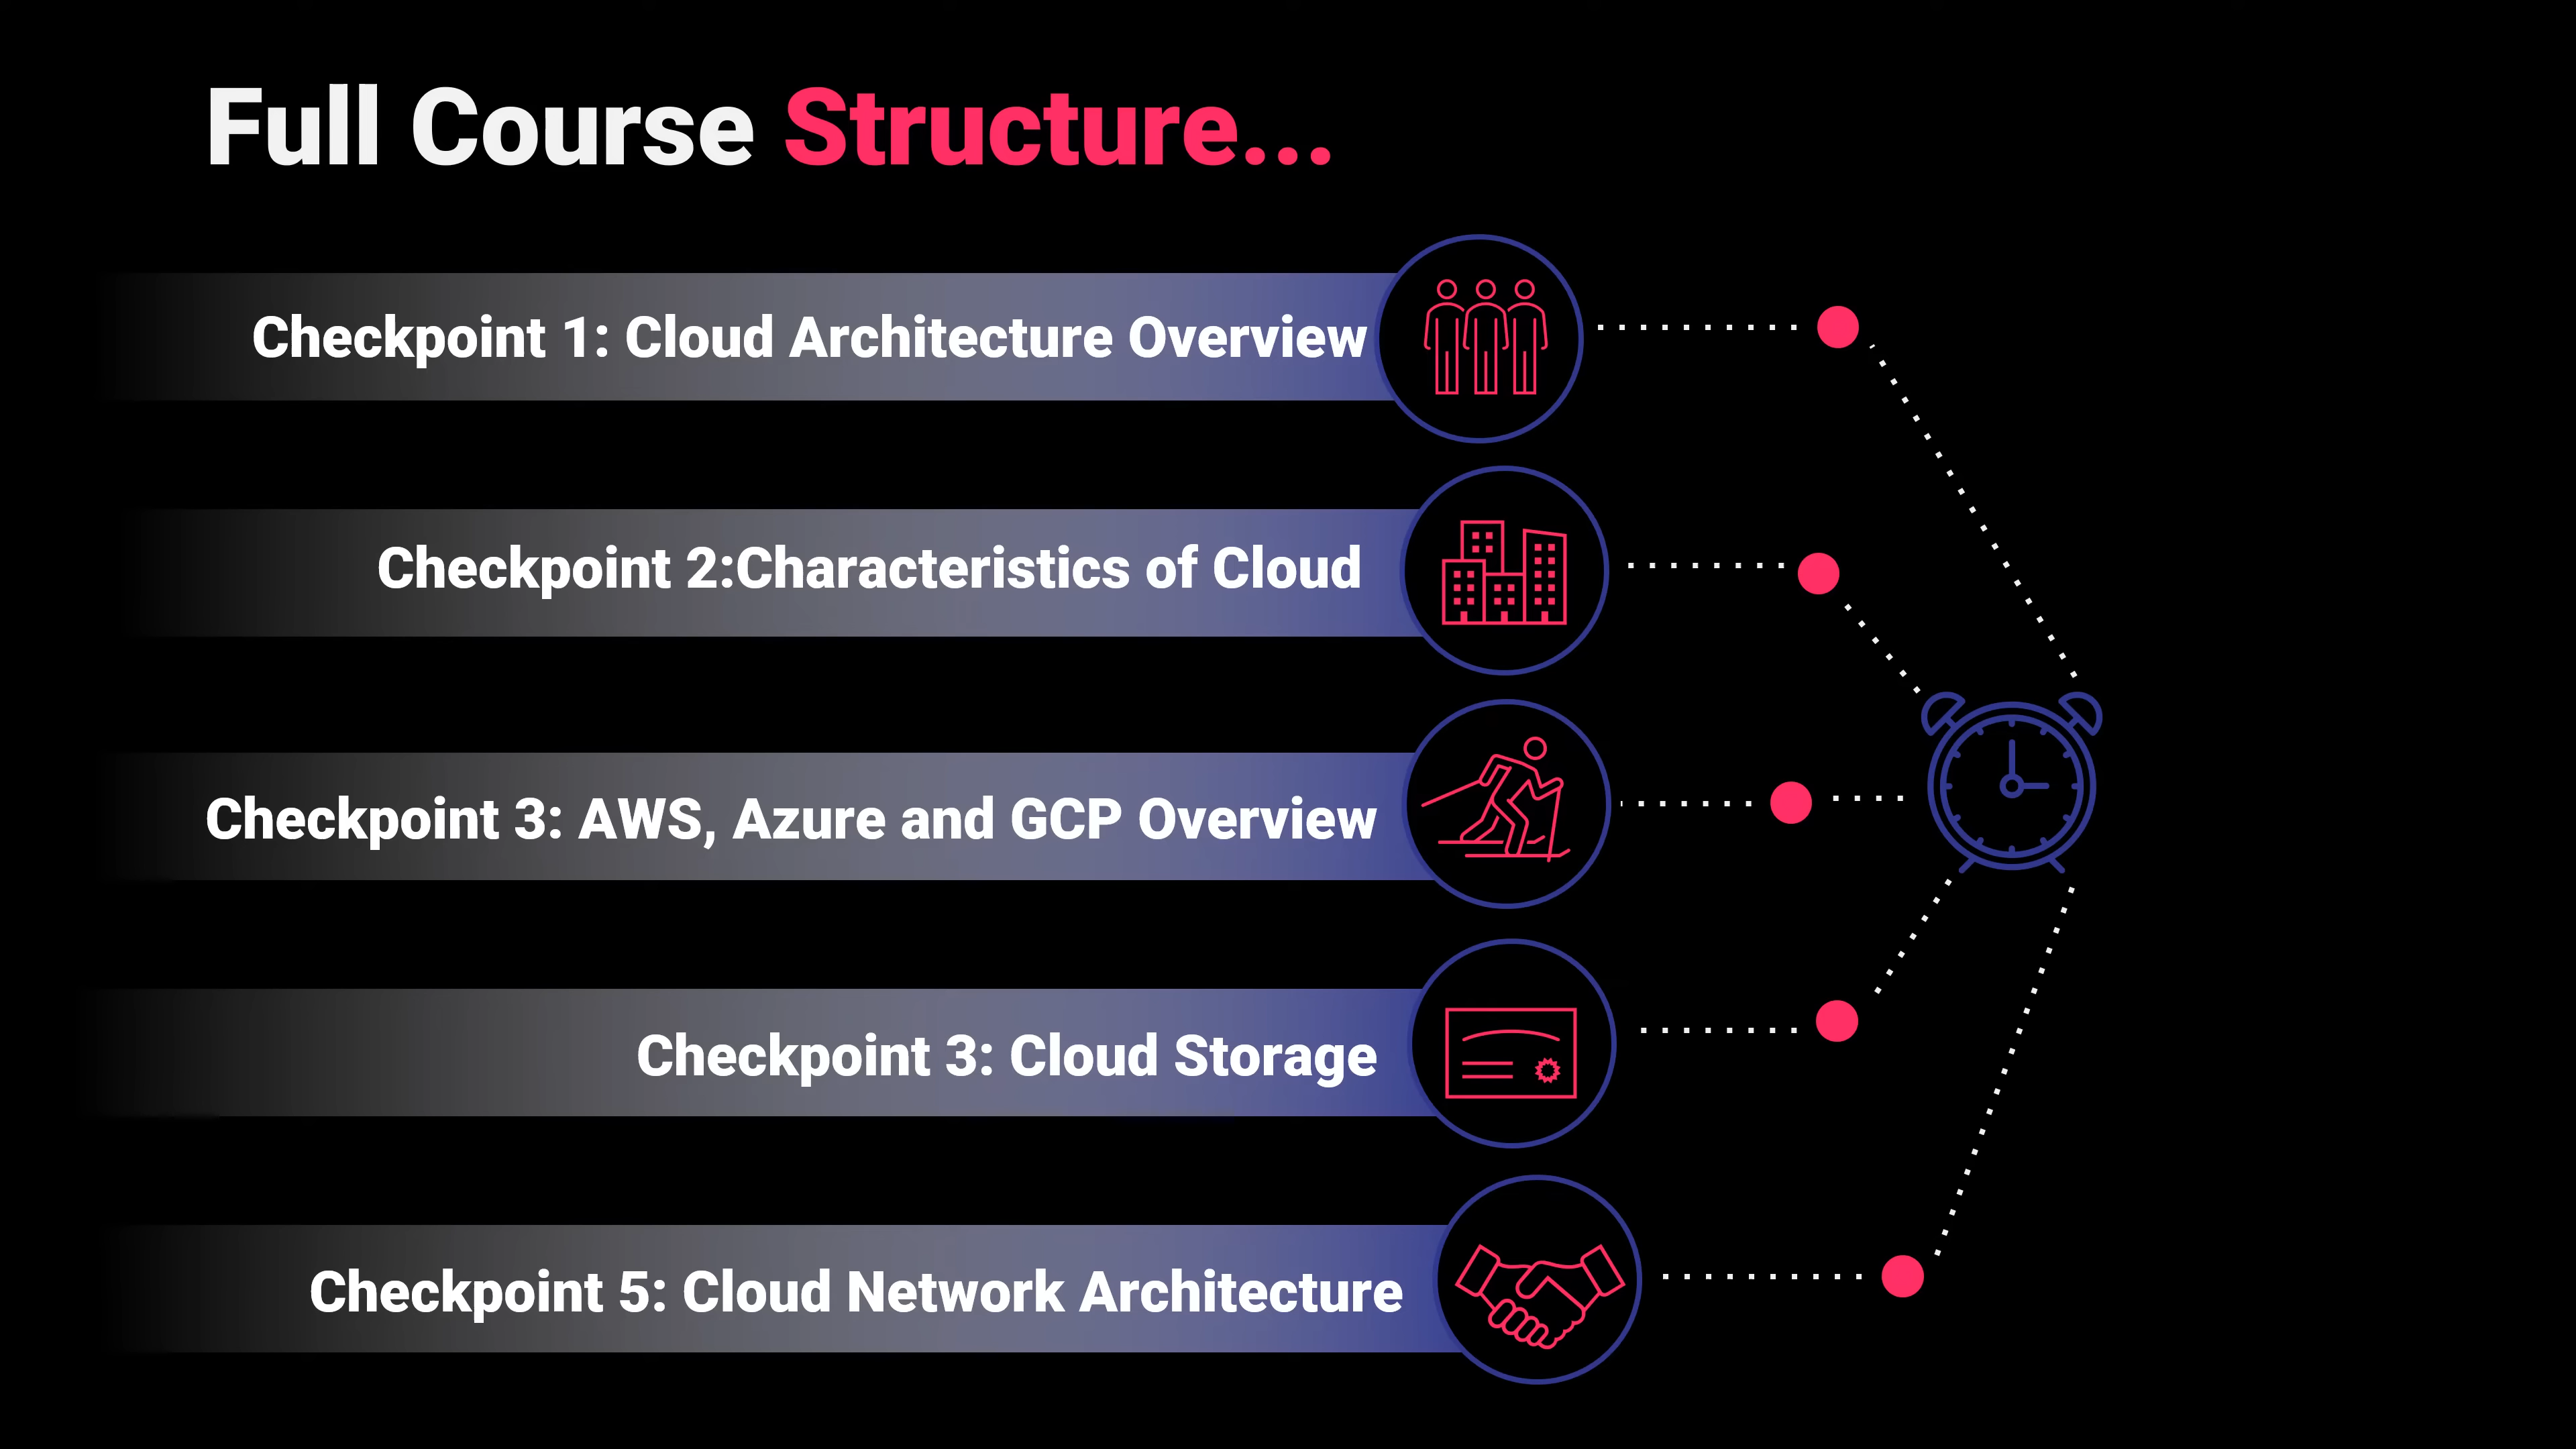 Full Course Structure...
Checkpoint 1: Cloud Architecture Overview
Checkpoint 2:Characteristics of Cloud
Checkpoint 3: AWS, Azure and GCP Overview
Checkpoint 3: Cloud Storage
Checkpoint 5: Cloud Network Architecture